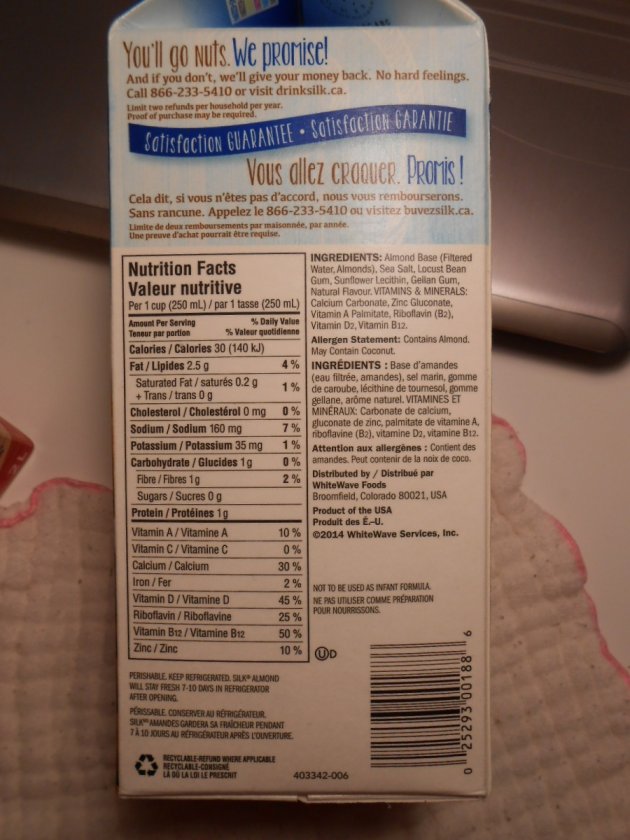 You'll go nuts. We promise!
And if you don't, we'll give your money back. No hard feelings.
Call 866-233-5410 or visit drinksilk.ca.
Limit two refunds per household per year.
Proof of purchase may be required.
Satisfaction GUARANTEE • Satisfaction GARANTIE
Vous allez craquer. Promis !
Cela dit, si vous n'êtes pas d'accord, nous vous rembourserons.
Sans rancune. Appelez le 866-233-5410 ou visitez buvezsilk.ca.
Limite de deux remboursements par maisonnée, par année.
Une preuve d'achat pourrait être requise.
Nutrition Facts
Valeur nutritive
Per 1 cup (250 mL) / par 1 tasse (250 mL)
Amount Per Serving % Daily Value
Teneur par portion % Valeur quotidienne
Calories / Calories 30 (140 kJ)
Fat / Lipides 2.5 g 4 %
Saturated Fat / saturés 0.2 g
+ Trans / trans 0 g 1 %
Cholesterol / Cholestérol 0 mg 0 %
Sodium / Sodium 160 mg 7 %
Potassium / Potassium 35 mg 1 %
Carbohydrate / Glucides 1 g 0 %
Fibre / Fibres 1 g 2 %
Sugars / Sucres 0 g
Protein / Protéines 1 g
Vitamin A / Vitamine A 10 %
Vitamin C / Vitamine C 0 %
Calcium / Calcium 30 %
Iron / Fer 2 %
Vitamin D / Vitamine D 45 %
Riboflavin / Riboflavine 25 %
Vitamin B12 / Vitamine B12 50 %
Zinc / Zinc 10 %
INGREDIENTS: Almond Base (Filtered
Water, Almonds), Sea Salt, Locust Bean
Gum, Sunflower Lecithin, Gellan Gum,
Natural Flavour. VITAMINS & MINERALS:
Calcium Carbonate, Zinc Gluconate,
Vitamin A Palmitate, Riboflavin (B2),
Vitamin D2, Vitamin B12.
Allergen Statement: Contains Almond.
May Contain Coconut.
INGRÉDIENTS : Base d'amandes
(eau filtrée, amandes), sel marin, gomme
de caroube, lécithine de tournesol, gomme
gellane, arôme naturel. VITAMINES ET
MINÉRAUX: Carbonate de calcium,
gluconate de zinc, palmitate de vitamine A,
riboflavine (B2), vitamine D2, vitamine B12.
Attention aux allergènes : Contient des
amandes. Peut contenir de la noix de coco.
Distributed by / Distribué par
WhiteWave Foods
Broomfield, Colorado 80021, USA
Product of the USA
Produit des É.-U.
©2014 WhiteWave Services, Inc.
NOT TO BE USED AS INFANT FORMULA.
NE PAS UTILISER COMME PRÉPARATION
POUR NOURRISSONS.
UD
PERISHABLE. KEEP REFRIGERATED. SILK® ALMOND
WILL STAY FRESH 7-10 DAYS IN REFRIGERATOR
AFTER OPENING.
PÉRISSABLE. CONSERVER AU RÉFRIGÉRATEUR.
SILK™ AMANDES GARDERA SA FRAÎCHEUR PENDANT
7 À 10 JOURS AU RÉFRIGÉRATEUR APRÈS L'OUVERTURE.
RECYCLABLE-REFUND WHERE APPLICABLE
RECYCLABLE-CONSIGNÉ
LÀ OÙ LA LOI LE PRESCRIT
403342-006
0 25293 00188 6